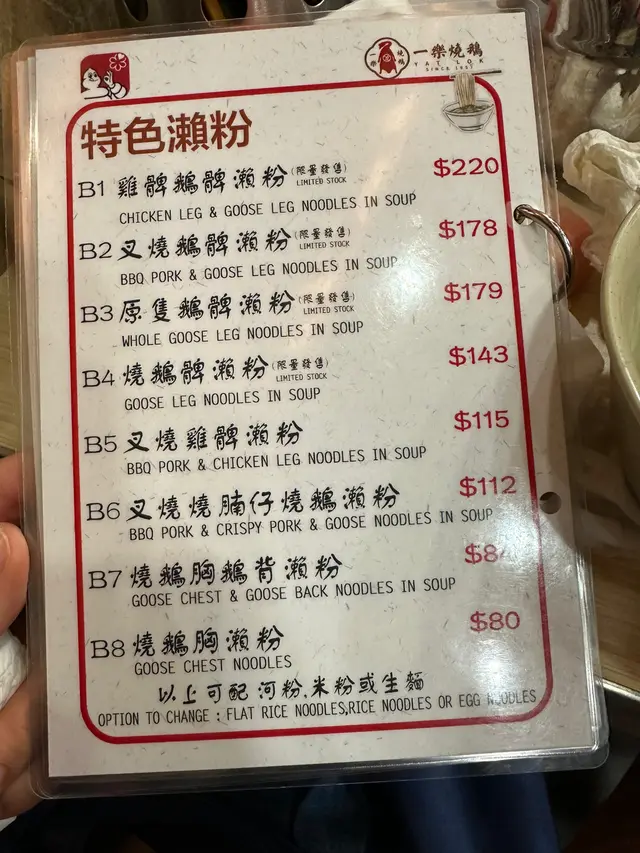 一樂燒鵝
YAT LOK
SINCE 1957
特色瀨粉
B1 雞髀鵝髀瀨粉 (限量發售) LIMITED STOCK $220
CHICKEN LEG & GOOSE LEG NOODLES IN SOUP
B2 叉燒鵝髀瀨粉 (限量發售) LIMITED STOCK $178
BBQ PORK & GOOSE LEG NOODLES IN SOUP
B3 原隻鵝髀瀨粉 (限量發售) LIMITED STOCK $179
WHOLE GOOSE LEG NOODLES IN SOUP
B4 燒鵝髀瀨粉 (限量發售) LIMITED STOCK $143
GOOSE LEG NOODLES IN SOUP
B5 叉燒雞髀瀨粉 $115
BBQ PORK & CHICKEN LEG NOODLES IN SOUP
B6 叉燒燒腩仔燒鵝瀨粉 $112
BBQ PORK & CRISPY PORK & GOOSE NOODLES IN SOUP
B7 燒鵝胸鵝背瀨粉 $84
GOOSE CHEST & GOOSE BACK NOODLES IN SOUP
B8 燒鵝胸瀨粉 $80
GOOSE CHEST NOODLES
以上可配河粉.米粉或生麵
OPTION TO CHANGE : FLAT RICE NOODLES,RICE NOODLES OR EGG NOODLES